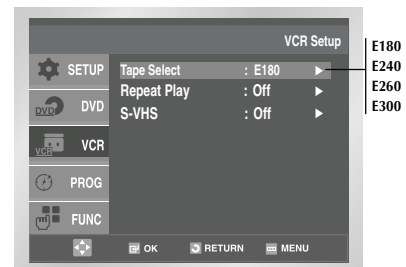 VCR Setup
SETUP
DVD
DVD
VCR
VCR
PROG
FUNC
Tape Select : E180 ►
Repeat Play : Off ►
S-VHS : Off ►
E180
E240
E260
E300
OK RETURN MENU